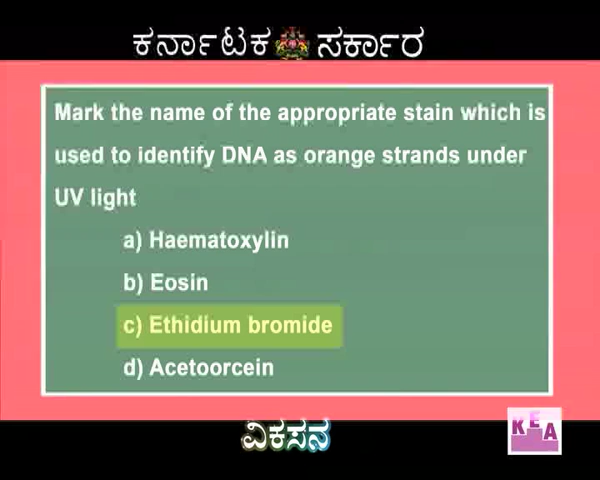 ಕರ್ನಾಟಕ ಸರ್ಕಾರ
Mark the name of the appropriate stain which is
used to identify DNA as orange strands under
UV light
a) Haematoxylin
b) Eosin
c) Ethidium bromide
d) Acetoorcein
ವಿಕಸನ
KEA